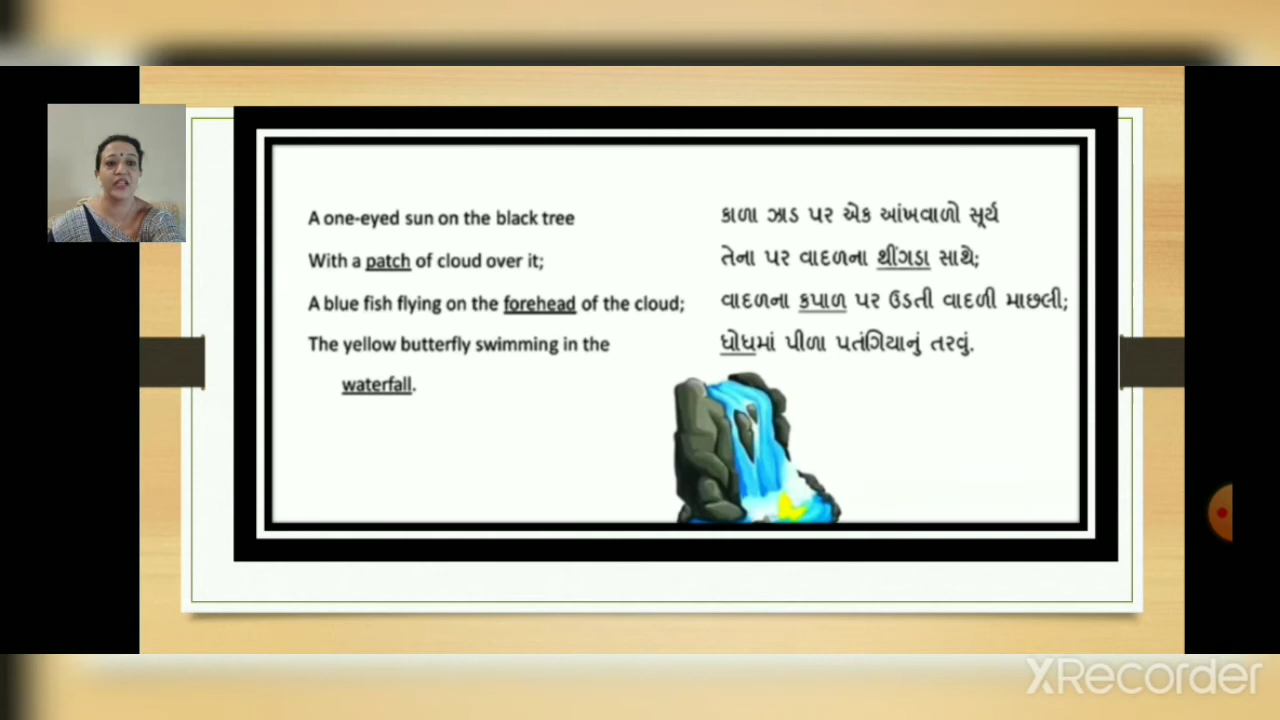 A one-eyed sun on the black tree
With a patch of cloud over it;
A blue fish flying on the forehead of the cloud;
The yellow butterfly swimming in the
waterfall.
કાળા ઝાડ પર એક આંખવાળો સૂર્ય
તેના પર વાદળના થીંગડા સાથે;
વાદળના કપાળ પર ઉડતી વાદળી માછલી;
ધોધમાં પીળા પતંગિયાનું તરવું.
XRecorder